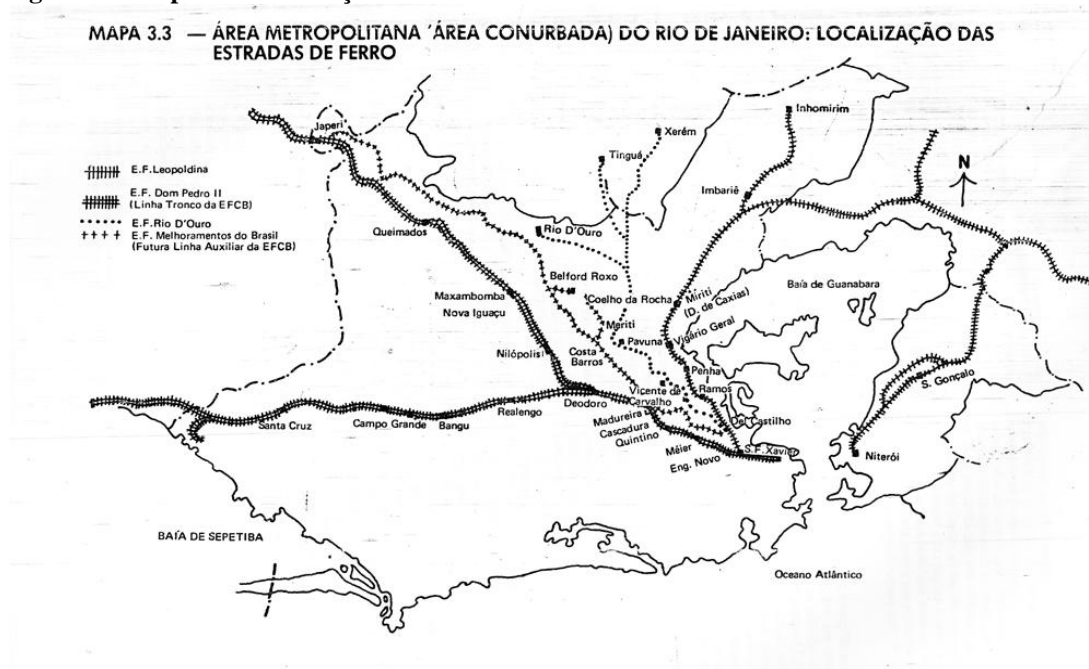 MAPA 3.3 — ÁREA METROPOLITANA 'ÁREA CONURBADA) DO RIO DE JANEIRO: LOCALIZAÇÃO DAS
ESTRADAS DE FERRO
Inhomirim
Japeri
Xerém
Tinguá
N
E.F.Leopoldina
E.F. Dom Pedro II
(Linha Tronco da EFCB)
E.F.Rio D'Ouro
E.F. Melhoramentos do Brasil
(Futura Linha Auxiliar da EFCB)
Imbariê
Queimados
Rio D'Ouro
Belford Roxo
Baía de Guanabara
Maxambomba
Nova Iguaçu
Coelho da Rocha
Miriti
(D. de Caxias)
Meriti
Pavuna
Vigário Geral
Nilópolis
Costa
Barros
Penha
Ramos
S. Gonçalo
Vicente de
Carvalho
Santa Cruz
Campo Grande
Bangu
Realengo
Deodoro
Madureira
Cascadura
Quintino
Del Castilho
Méier
Eng. Novo
S.F. Xavier
Niterói
BAÍA DE SEPETIBA
Oceano Atlântico